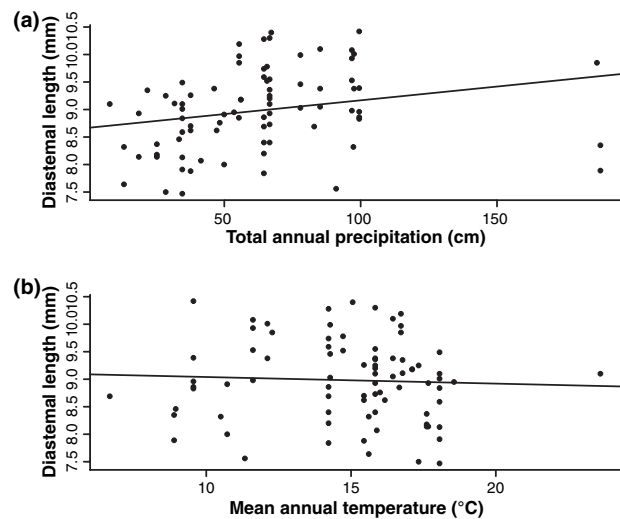 (a)
Diastemal length (mm)
7.5 8.0 8.5 9.0 9.5 10.0 10.5
50 100 150
Total annual precipitation (cm)
(b)
Diastemal length (mm)
7.5 8.0 8.5 9.0 9.5 10.0 10.5
10 15 20
Mean annual temperature (°C)